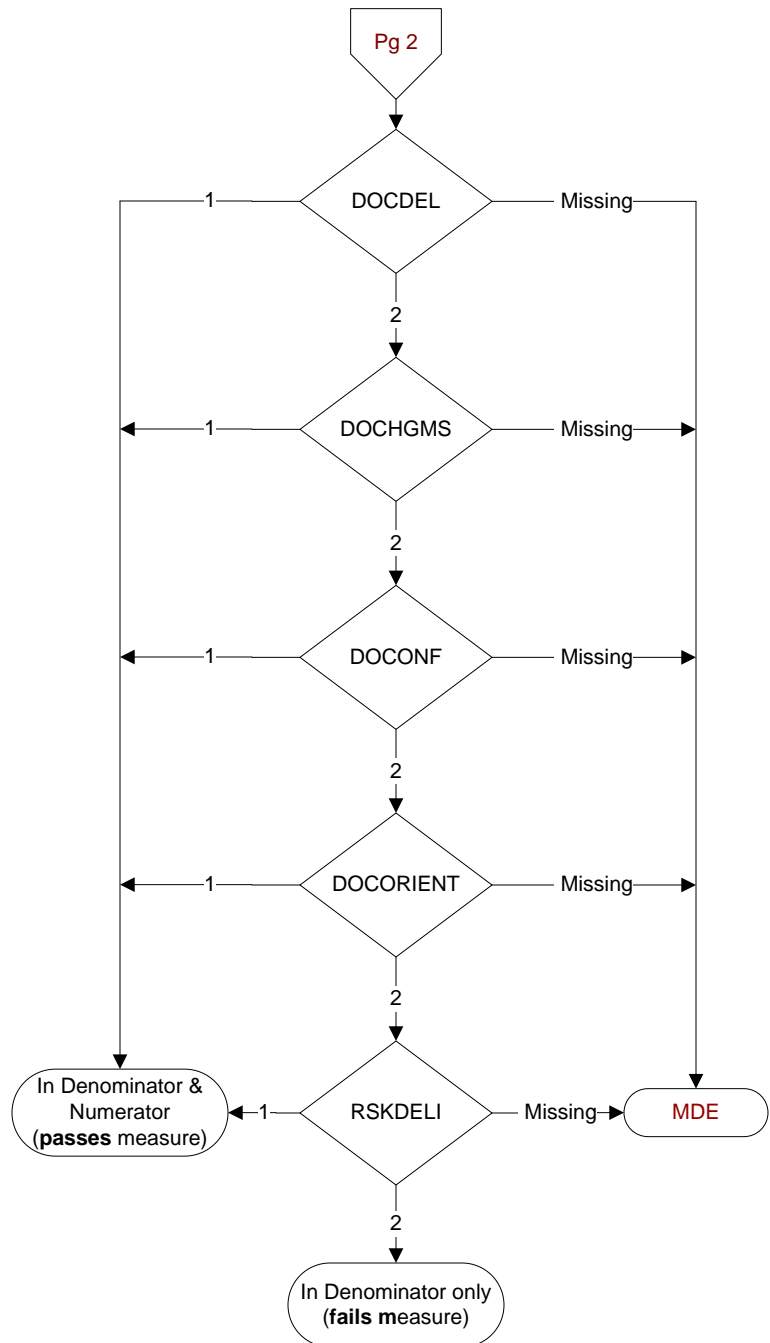 Pg 2
DOCDEL
1
Missing
2
DOCHGMS
1
Missing
2
DOCONF
1
Missing
2
DOCORIENT
1
Missing
2
In Denominator &
Numerator
(passes measure)
1
RSKDELI
Missing
MDE
2
In Denominator only
(fails measure)